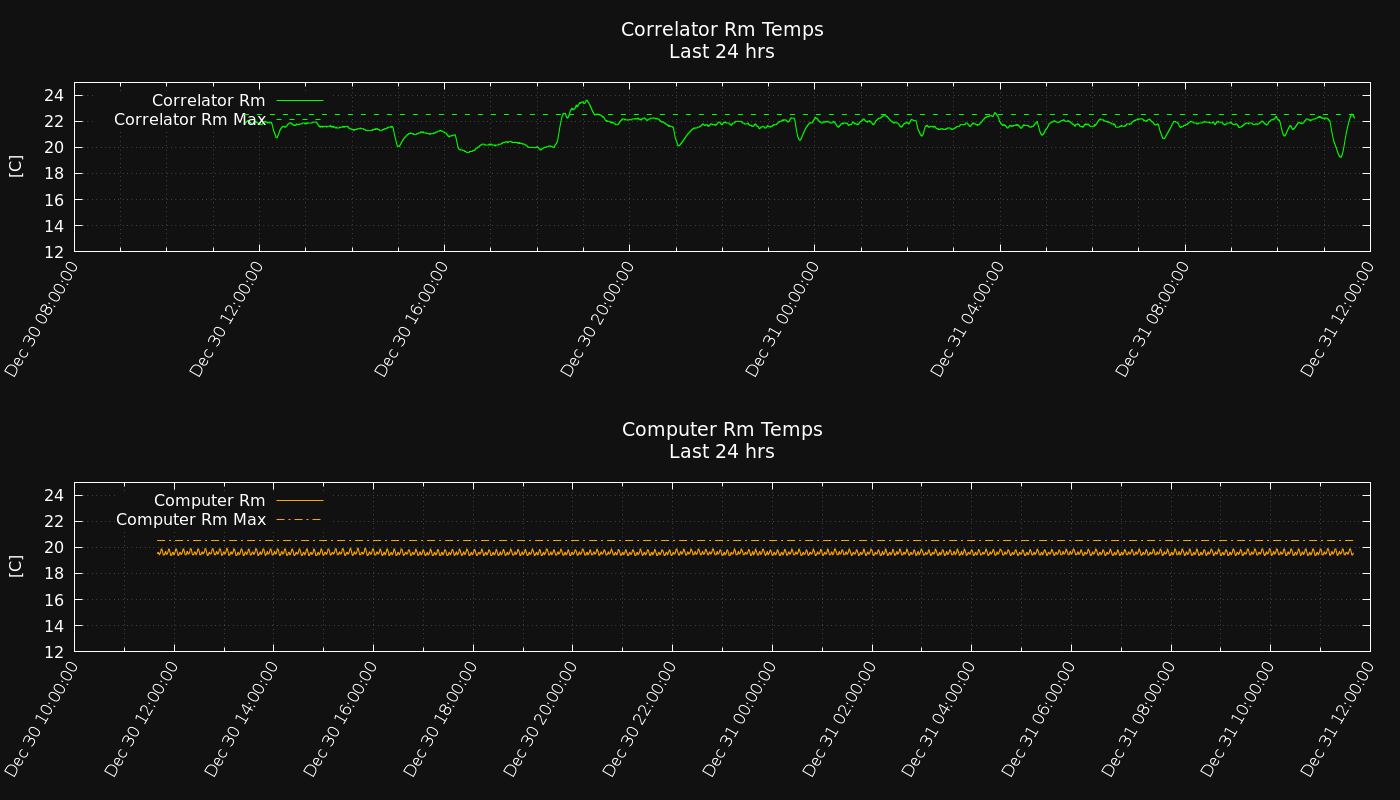 Correlator Rm Temps
Last 24 hrs
24
22
20
18
16
14
12
[C]
Correlator Rm
Correlator Rm Max
Dec 30 08:00:00
Dec 30 12:00:00
Dec 30 16:00:00
Dec 30 20:00:00
Dec 31 00:00:00
Dec 31 04:00:00
Dec 31 08:00:00
Dec 31 12:00:00
Computer Rm Temps
Last 24 hrs
24
22
20
18
16
14
12
[C]
Computer Rm
Computer Rm Max
Dec 30 10:00:00
Dec 30 12:00:00
Dec 30 14:00:00
Dec 30 16:00:00
Dec 30 18:00:00
Dec 30 20:00:00
Dec 30 22:00:00
Dec 31 00:00:00
Dec 31 02:00:00
Dec 31 04:00:00
Dec 31 06:00:00
Dec 31 08:00:00
Dec 31 10:00:00
Dec 31 12:00:00